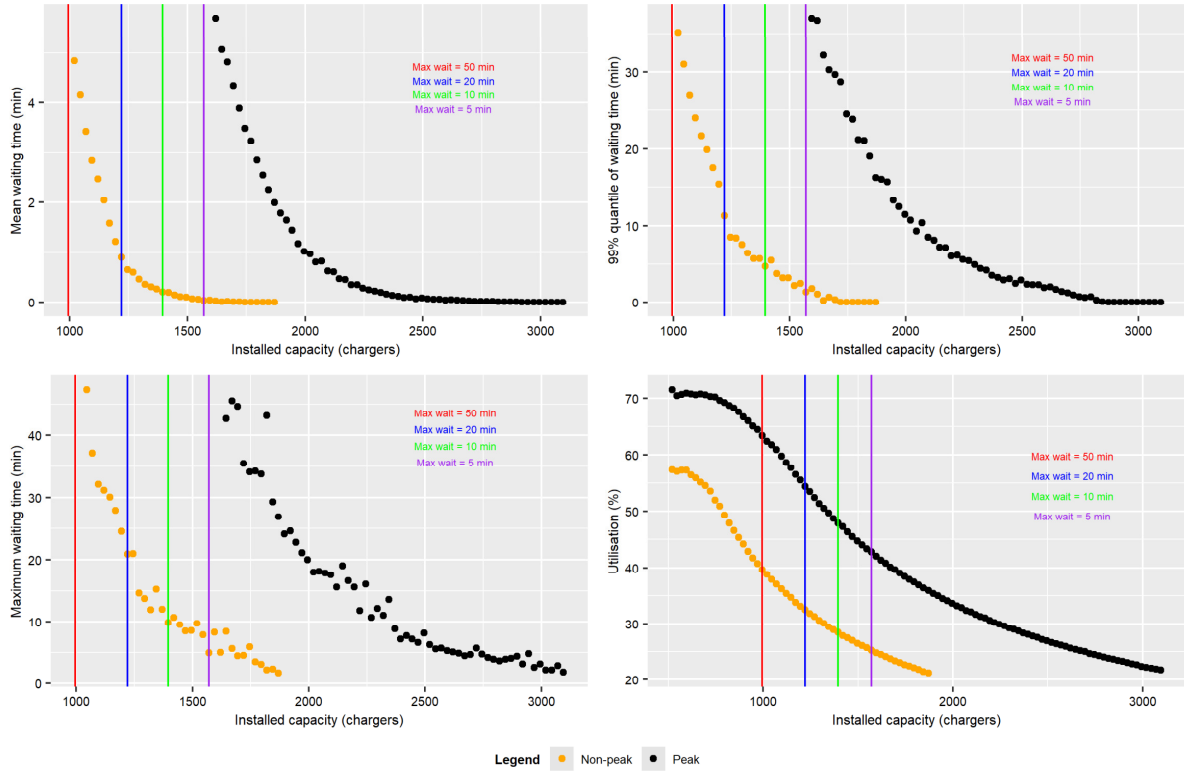 Mean waiting time (min)
4
2
0
Max wait = 50 min
Max wait = 20 min
Max wait = 10 min
Max wait = 5 min
1000 1500 2000 2500 3000
Installed capacity (chargers)
99% quantile of waiting time (min)
30
20
10
0
Max wait = 50 min
Max wait = 20 min
Max wait = 10 min
Max wait = 5 min
1000 1500 2000 2500 3000
Installed capacity (chargers)
Maximum waiting time (min)
40
30
20
10
0
Max wait = 50 min
Max wait = 20 min
Max wait = 10 min
Max wait = 5 min
1000 1500 2000 2500 3000
Installed capacity (chargers)
Utilisation (%)
70
60
50
40
30
20
Max wait = 50 min
Max wait = 20 min
Max wait = 10 min
Max wait = 5 min
1000 2000 3000
Installed capacity (chargers)
Legend Non-peak Peak